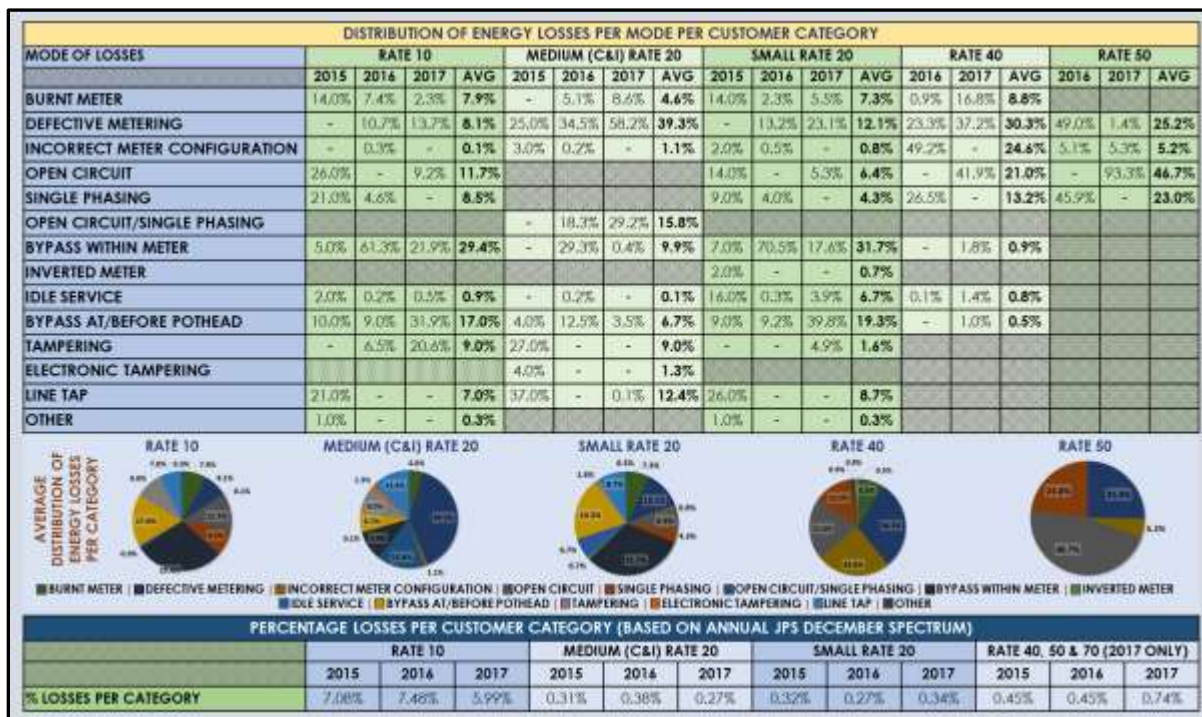 DISTRIBUTION OF ENERGY LOSSES PER MODE PER CUSTOMER CATEGORY
MODE OF LOSSES RATE 10 MEDIUM (C&I) RATE 20 SMALL RATE 20 RATE 40 RATE 50
2015 2016 2017 AVG 2015 2016 2017 AVG 2015 2016 2017 AVG 2016 2017 AVG 2016 2017 AVG
BURNT METER 14.0% 7.4% 2.3% 7.9% - 5.1% 8.6% 4.6% 14.0% 2.3% 5.5% 7.3% 0.9% 16.8% 8.8%
DEFECTIVE METERING - 10.7% 13.7% 8.1% 25.0% 34.5% 58.2% 39.3% - 13.2% 23.1% 12.1% 23.3% 37.2% 30.3% 49.0% 1.4% 25.2%
INCORRECT METER CONFIGURATION - 0.3% - 0.1% 3.0% 0.2% - 1.1% 2.0% 0.5% - 0.8% 49.2% - 24.6% 5.1% 5.3% 5.2%
OPEN CIRCUIT 26.0% - 9.2% 11.7% 14.0% - 5.3% 6.4% - 41.9% 21.0% - 93.3% 46.7%
SINGLE PHASING 21.0% 4.6% - 8.5% 9.0% 4.0% - 4.3% 26.5% - 13.2% 45.9% - 23.0%
OPEN CIRCUIT/SINGLE PHASING - 18.3% 29.2% 15.8%
BYPASS WITHIN METER 5.0% 61.3% 21.9% 29.4% - 29.3% 0.4% 9.9% 7.0% 70.5% 17.6% 31.7% - 1.8% 0.9%
INVERTED METER 2.0% - - 0.7%
IDLE SERVICE 2.0% 0.2% 0.5% 0.9% - 0.2% - 0.1% 16.0% 0.3% 3.9% 6.7% 0.1% 1.4% 0.8%
BYPASS AT/BEFORE POTHEAD 10.0% 9.0% 31.9% 17.0% 4.0% 12.5% 3.5% 6.7% 9.0% 9.2% 39.8% 19.3% - 1.0% 0.5%
TAMPERING - 6.5% 20.6% 9.0% 27.0% - - 9.0% - - 4.9% 1.6%
ELECTRONIC TAMPERING 4.0% - - 1.3%
LINE TAP 21.0% - - 7.0% 37.0% - 0.1% 12.4% 26.0% - - 8.7%
OTHER 1.0% - - 0.3% 1.0% - - 0.3%
AVERAGE DISTRIBUTION OF ENERGY LOSSES PER CATEGORY
RATE 10 MEDIUM (C&I) RATE 20 SMALL RATE 20 RATE 40 RATE 50
BURNT METER | DEFECTIVE METERING | INCORRECT METER CONFIGURATION | OPEN CIRCUIT | SINGLE PHASING | OPEN CIRCUIT/SINGLE PHASING | BYPASS WITHIN METER | INVERTED METER
IDLE SERVICE | BYPASS AT/BEFORE POTHEAD | TAMPERING | ELECTRONIC TAMPERING | LINE TAP | OTHER
PERCENTAGE LOSSES PER CUSTOMER CATEGORY (BASED ON ANNUAL JPS DECEMBER SPECTRUM)
RATE 10 MEDIUM (C&I) RATE 20 SMALL RATE 20 RATE 40, 50 & 70 (2017 ONLY)
2015 2016 2017 2015 2016 2017 2015 2016 2017 2015 2016 2017
% LOSSES PER CATEGORY 7.08% 7.48% 5.99% 0.31% 0.38% 0.27% 0.32% 0.27% 0.34% 0.45% 0.45% 0.74%